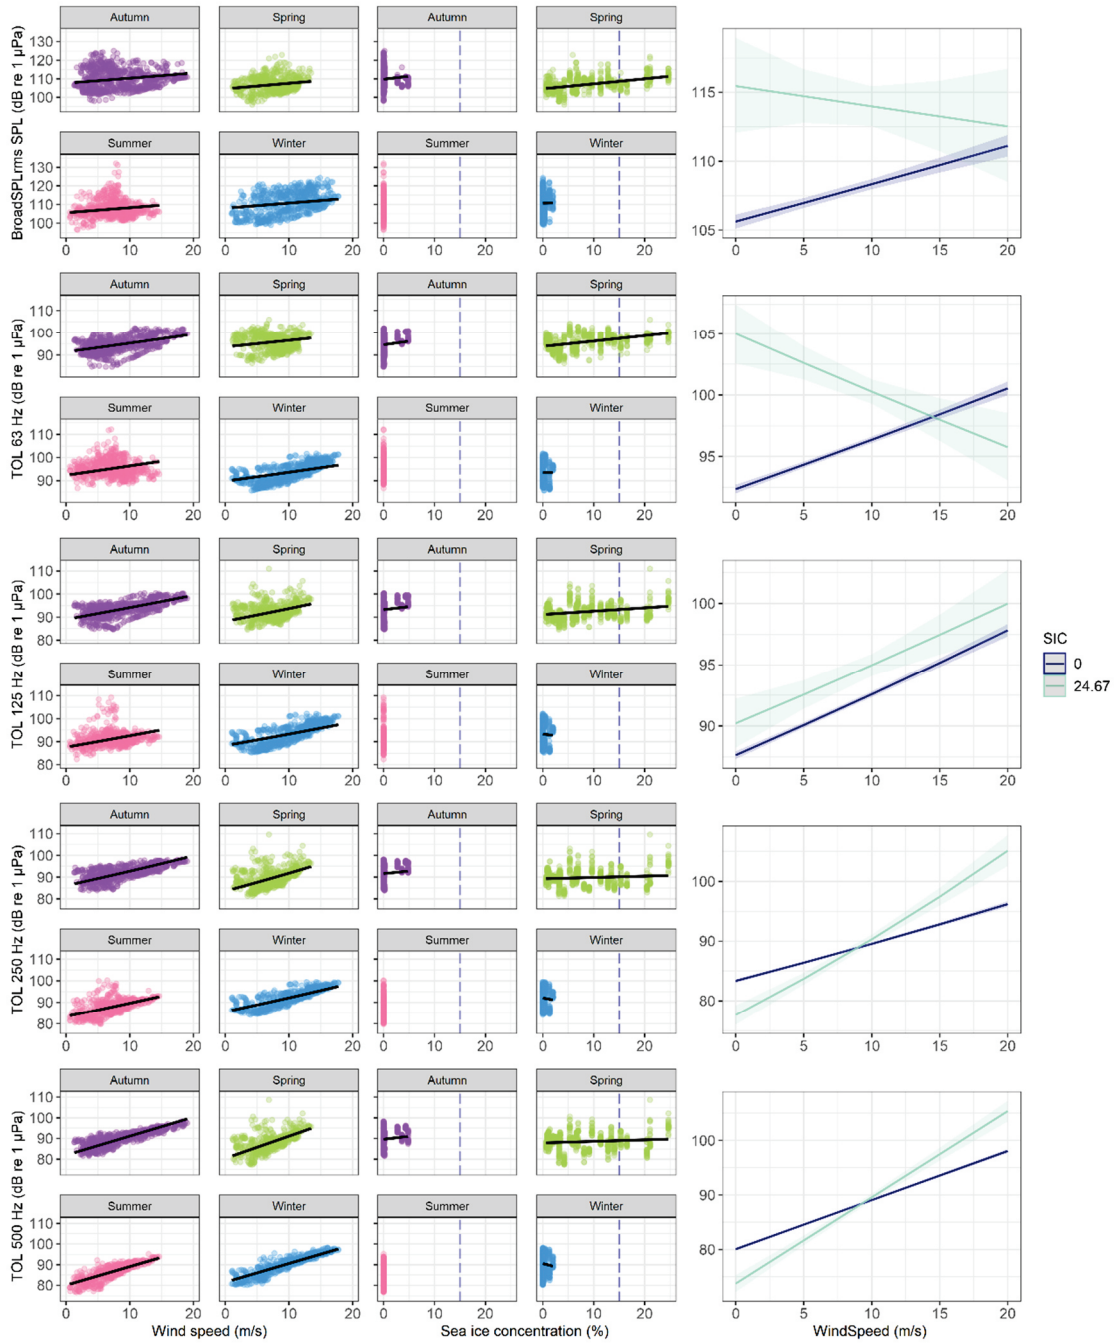 BroadSPLrms SPL (dB re 1 µPa)
Autumn Spring Autumn Spring
130
120
110
100
115
110
105
0 5 10 15 20
Summer Winter Summer Winter
130
120
110
100
0 10 20 0 10 20 0 10 20 0 10 20
TOL 63 Hz (dB re 1 µPa)
Autumn Spring Autumn Spring
110
100
90
105
100
95
0 5 10 15 20
Summer Winter Summer Winter
110
100
90
0 10 20 0 10 20 0 10 20 0 10 20
TOL 125 Hz (dB re 1 µPa)
Autumn Spring Autumn Spring
110
100
90
80
100
95
90
0 5 10 15 20
SIC
0
24.67
Summer Winter Summer Winter
110
100
90
80
0 10 20 0 10 20 0 10 20 0 10 20
TOL 250 Hz (dB re 1 µPa)
Autumn Spring Autumn Spring
110
100
90
80
100
90
80
0 5 10 15 20
Summer Winter Summer Winter
110
100
90
80
0 10 20 0 10 20 0 10 20 0 10 20
TOL 500 Hz (dB re 1 µPa)
Autumn Spring Autumn Spring
110
100
90
80
100
90
80
0 5 10 15 20
Summer Winter Summer Winter
110
100
90
80
0 10 20 0 10 20 0 10 20 0 10 20
Wind speed (m/s) Sea ice concentration (%) WindSpeed (m/s)